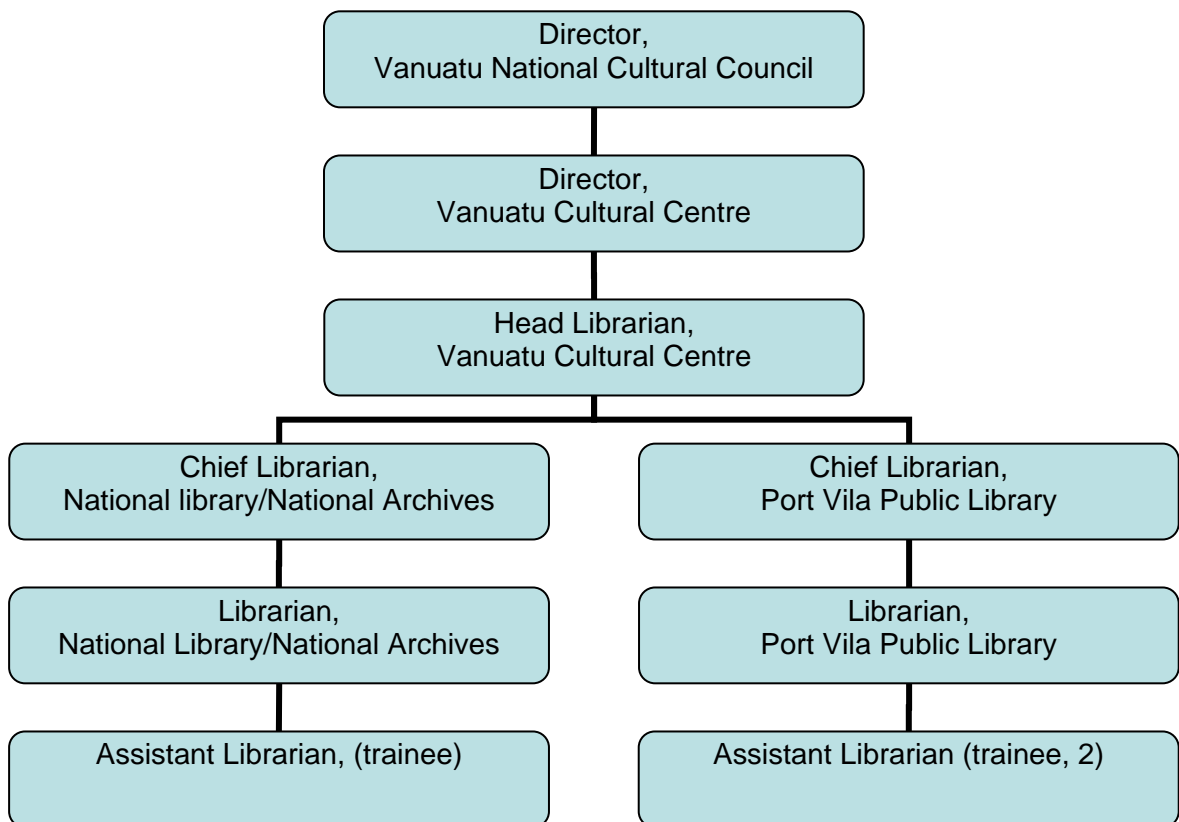 Director,
Vanuatu National Cultural Council
Director,
Vanuatu Cultural Centre
Head Librarian,
Vanuatu Cultural Centre
Chief Librarian,
National library/National Archives
Chief Librarian,
Port Vila Public Library
Librarian,
National Library/National Archives
Librarian,
Port Vila Public Library
Assistant Librarian, (trainee)
Assistant Librarian (trainee, 2)